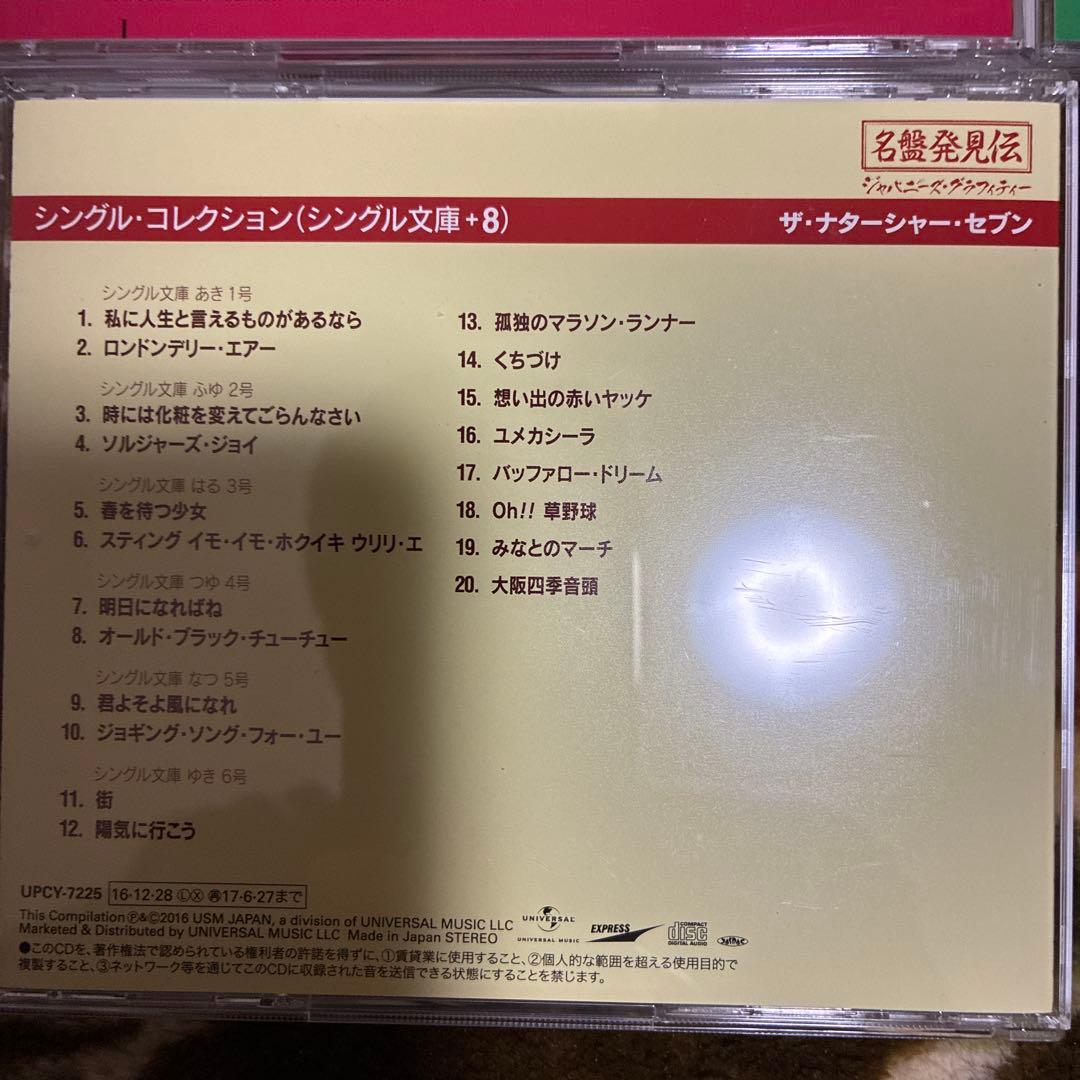 名盤発見伝
ジャパニーズ・グラフィティー
シングル・コレクション(シングル文庫+8)
ザ・ナターシャー・セブン
シングル文庫 あき 1号
1. 私に人生と言えるものがあるなら
2. ロンドンデリー・エアー
シングル文庫 ふゆ 2号
3. 時には化粧を変えてごらんなさい
4. ソルジャーズ・ジョイ
シングル文庫 はる 3号
5. 春を待つ少女
6. スティング イモ・イモ・ホクイキ ウリリ・エ
シングル文庫 つゆ 4号
7. 明日になればね
8. オールド・ブラック・チューチュー
シングル文庫 なつ 5号
9. 君よそよ風になれ
10. ジョギング・ソング・フォー・ユー
シングル文庫 ゆき 6号
11. 街
12. 陽気に行こう
13. 孤独のマラソン・ランナー
14. くちづけ
15. 想い出の赤いヤッケ
16. ユメカシーラ
17. バッファロー・ドリーム
18. Oh!! 草野球
19. みなとのマーチ
20. 大阪四季音頭
UPCY-7225 16・12・28 Ⓛⓧ 再17・6・27まで
This Compilation ℗&©2016 USM JAPAN, a division of UNIVERSAL MUSIC LLC
Marketed & Distributed by UNIVERSAL MUSIC LLC Made in Japan STEREO
UNIVERSAL
UNIVERSAL MUSIC
EXPRESS
COMPACT
disc
DIGITAL AUDIO
JASRAC
●このCDを、著作権法で認められている権利者の許諾を得ずに、①賃貸業に使用すること、②個人的な範囲を超える使用目的で
複製すること、③ネットワーク等を通じてこのCDに収録された音を送信できる状態にすることを禁じます。